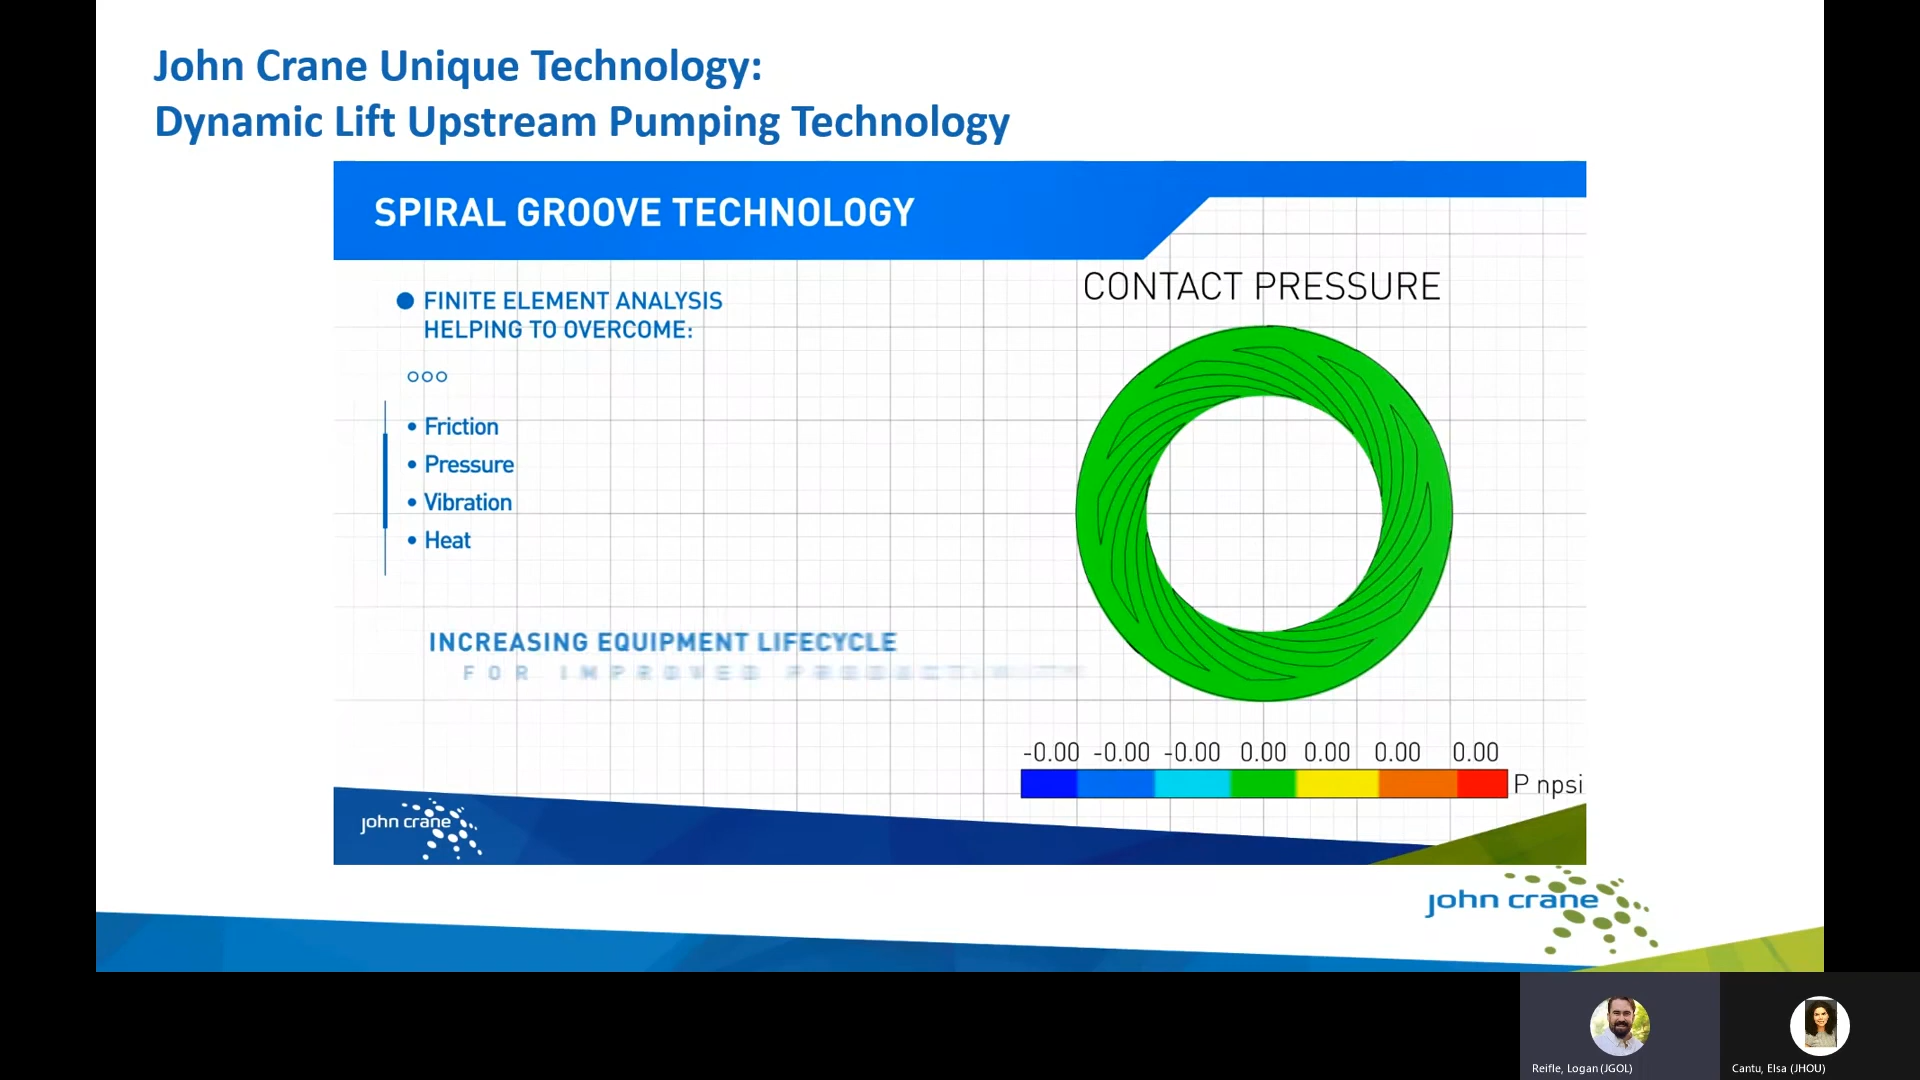 John Crane Unique Technology:
Dynamic Lift Upstream Pumping Technology
SPIRAL GROOVE TECHNOLOGY
● FINITE ELEMENT ANALYSIS
HELPING TO OVERCOME:
• Friction
• Pressure
• Vibration
• Heat
INCREASING EQUIPMENT LIFECYCLE
FOR IMPROVED
CONTACT PRESSURE
-0.00 -0.00 -0.00 0.00 0.00 0.00 0.00
P npsi
john crane
john crane
Reifle, Logan (JGOL)
Cantu, Elsa (JHOU)